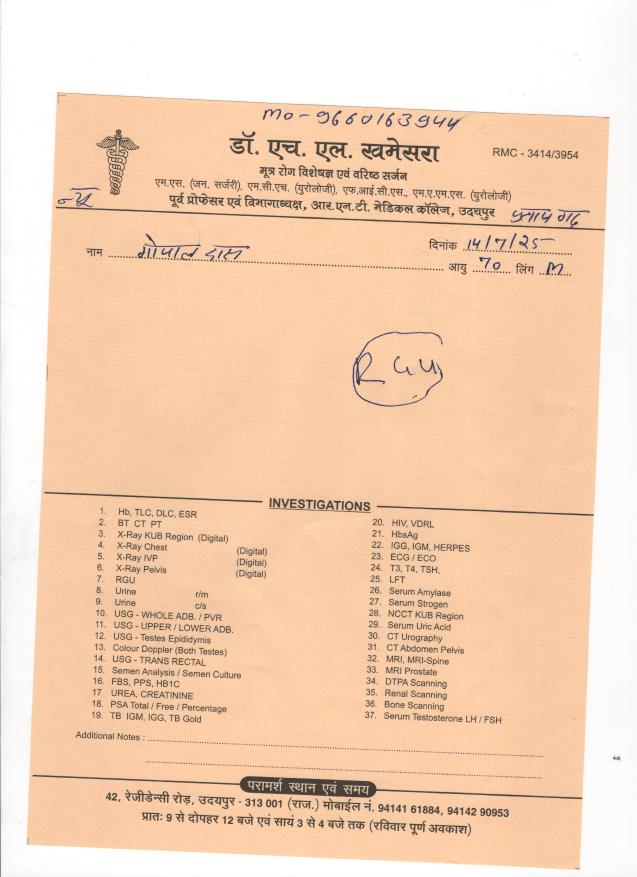 mo-9660163944
डॉ. एच. एल. खमेसरा
RMC - 3414/3954
मूत्र रोग विशेषज्ञ एवं वरिष्ठ सर्जन
एम.एस. (जन. सर्जरी), एम.सी.एच. (युरोलोजी), एफ.आई.सी.एस., एम.ए.एम.एस. (युरोलोजी)
पूर्व प्रोफेसर एवं विभागाध्यक्ष, आर.एन.टी. मेडिकल कॉलेज, उदयपुर
प्रतापगढ
दिनांक 14/7/25
नाम गोपाल दास
आयु 70 लिंग M
RGU
INVESTIGATIONS
1. Hb, TLC, DLC, ESR
2. BT CT PT
3. X-Ray KUB Region (Digital)
4. X-Ray Chest (Digital)
5. X-Ray IVP (Digital)
6. X-Ray Pelvis (Digital)
7. RGU
8. Urine r/m
9. Urine c/s
10. USG - WHOLE ADB. / PVR
11. USG - UPPER / LOWER ADB.
12. USG - Testes Epididymis
13. Colour Doppler (Both Testes)
14. USG - TRANS RECTAL
15. Semen Analysis / Semen Culture
16. FBS, PPS, HB1C
17 UREA, CREATININE
18. PSA Total / Free / Percentage
19. TB IGM, IGG, TB Gold
20. HIV, VDRL
21. HbsAg
22. IGG, IGM, HERPES
23. ECG / ECO
24. T3, T4, TSH,
25. LFT
26. Serum Amylase
27. Serum Strogen
28. NCCT KUB Region
29. Serum Uric Acid
30. CT Urography
31. CT Abdomen Pelvis
32. MRI, MRI-Spine
33. MRI Prostate
34. DTPA Scanning
35. Renal Scanning
36. Bone Scanning
37. Serum Testosterone LH / FSH
Additional Notes :
परामर्श स्थान एवं समय
42, रेजीडेन्सी रोड़, उदयपुर - 313 001 (राज.) मोबाईल नं. 94141 61884, 94142 90953
प्रातः 9 से दोपहर 12 बजे एवं सायं 3 से 4 बजे तक (रविवार पूर्ण अवकाश)